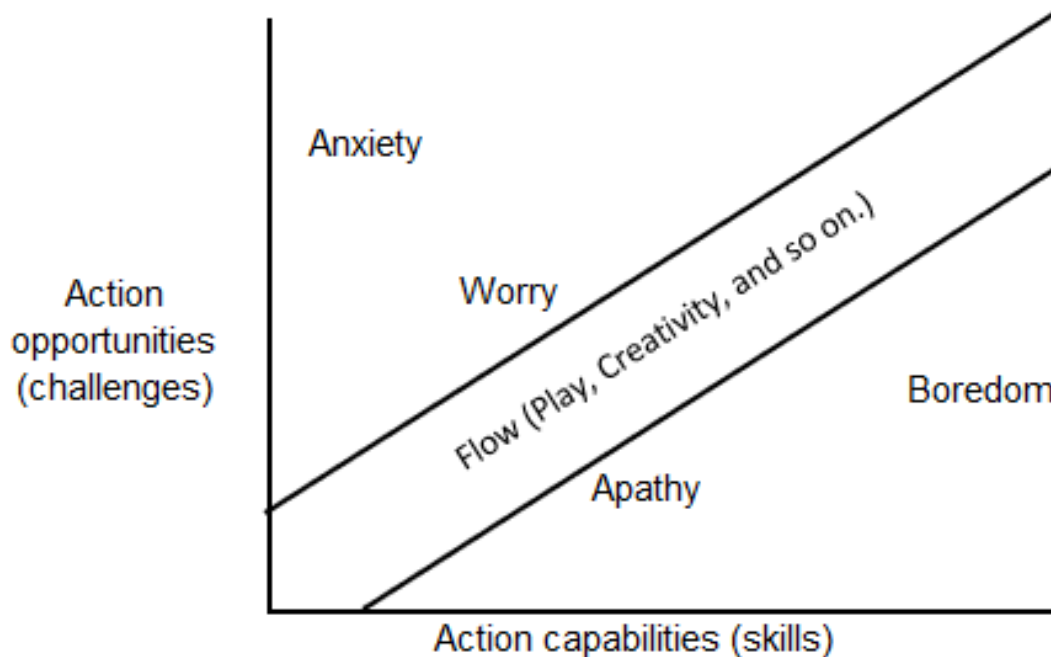 Anxiety
Worry
Action
opportunities
(challenges)
Flow (Play, Creativity, and so on.)
Boredom
Apathy
Action capabilities (skills)